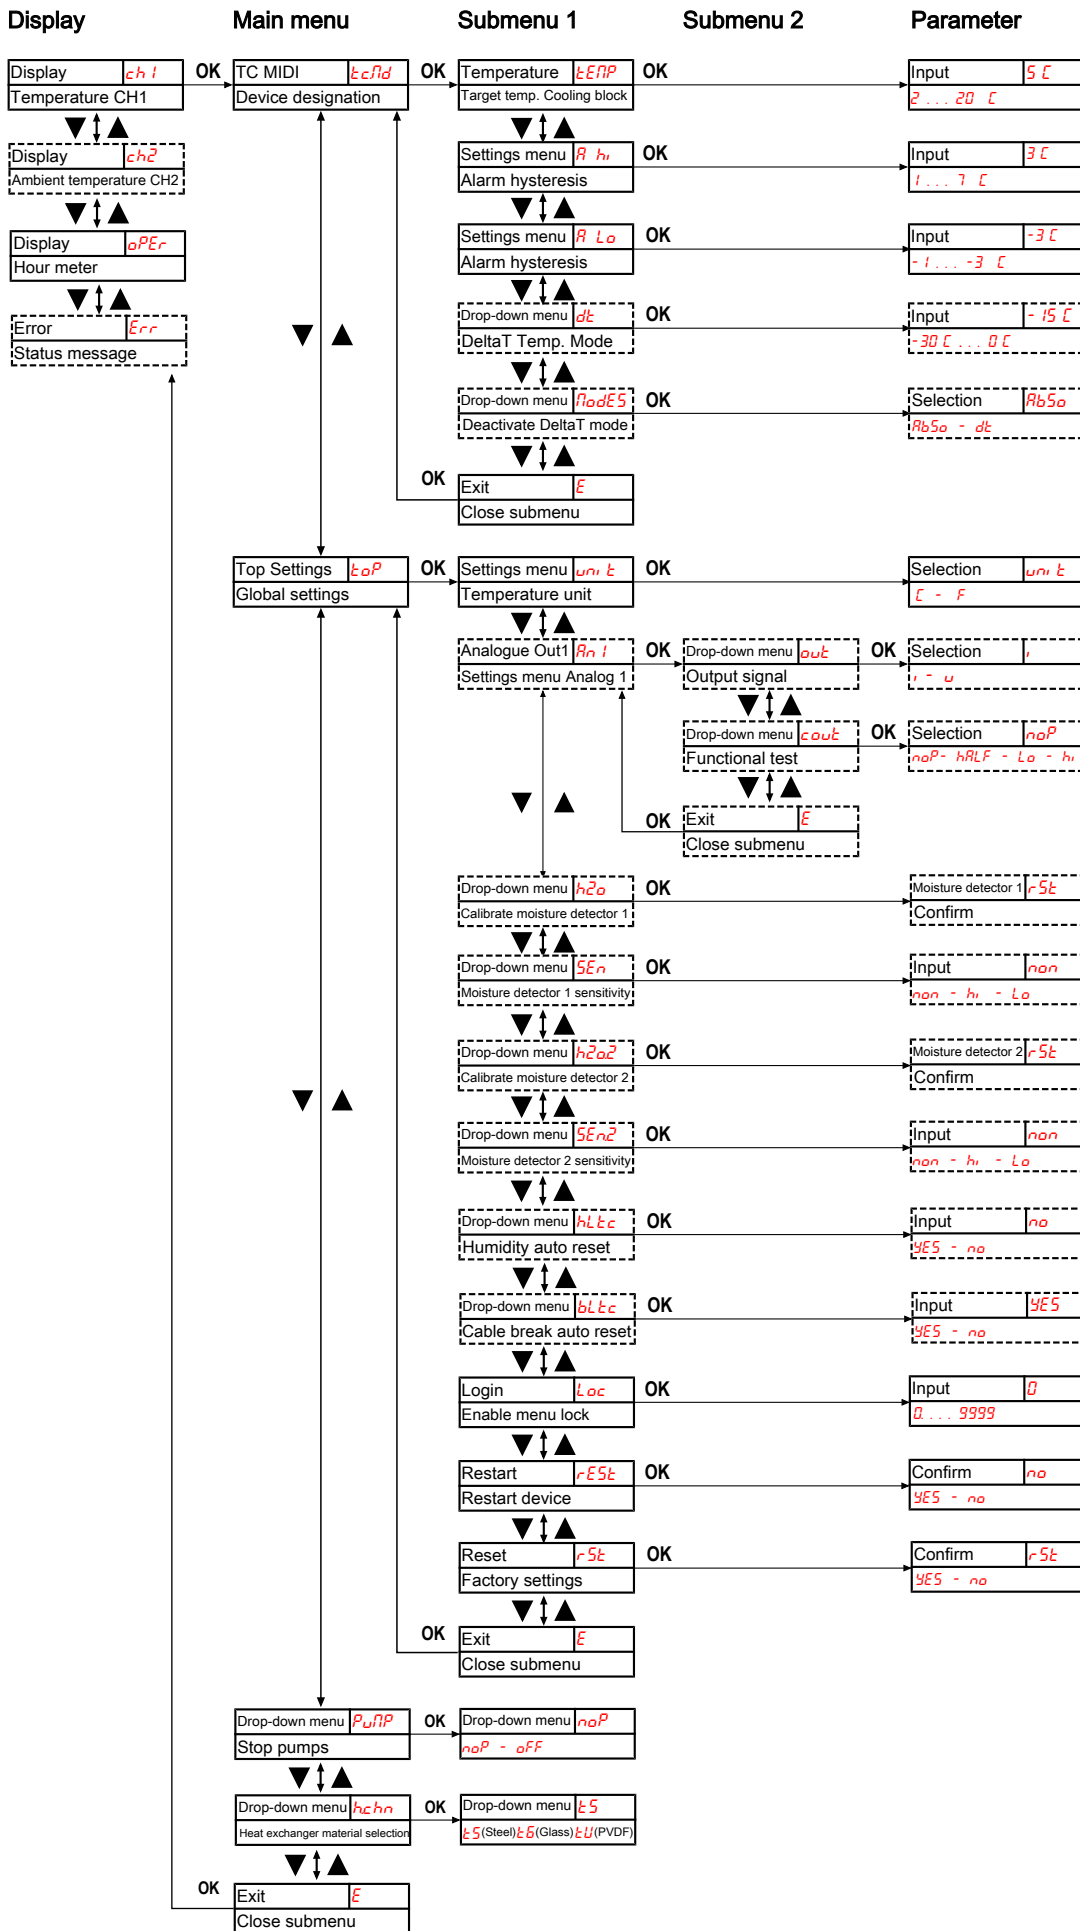 Display Main menu Submenu 1 Submenu 2 Parameter
Display ch1 OK TC MIDI tc.Md OK Temperature tEMP OK Input 5 C
Temperature CH1 Device designation Target temp. Cooling block 2 ... 20 C
Display ch2 Settings menu A hi OK Input 3 C
Ambient temperature CH2 Alarm hysteresis 1 ... 7 C
Display oPEr Settings menu A Lo OK Input -3 C
Hour meter Alarm hysteresis -1 ... -3 C
Error Err Drop-down menu dt OK Input -15 C
Status message DeltaT Temp. Mode -30 C ... 0 C
Drop-down menu ModES OK Selection AbSo
Deactivate DeltaT mode AbSo - dt
OK Exit E
Close submenu
Top Settings toP OK Settings menu unit OK Selection unit
Global settings Temperature unit C - F
Analogue Out1 An1 OK Drop-down menu out OK Selection i
Settings menu Analog 1 Output signal i - u
Drop-down menu cout OK Selection noP
Functional test noP - hALF - Lo - hi
OK Exit E
Close submenu
Drop-down menu h2o OK Moisture detector 1 rSt
Calibrate moisture detector 1 Confirm
Drop-down menu SEn OK Input non
Moisture detector 1 sensitivity non - hi - Lo
Drop-down menu h2o.2 OK Moisture detector 2 rSt
Calibrate moisture detector 2 Confirm
Drop-down menu SEn.2 OK Input non
Moisture detector 2 sensitivity non - hi - Lo
Drop-down menu hLtc OK Input no
Humidity auto reset YES - no
Drop-down menu bLtc OK Input YES
Cable break auto reset YES - no
Login Loc OK Input 0
Enable menu lock 0. ... 9999
Restart rESt OK Confirm no
Restart device YES - no
Reset rSt OK Confirm rSt
Factory settings YES - no
OK Exit E
Close submenu
Drop-down menu PuMP OK Drop-down menu noP
Stop pumps noP - oFF
Drop-down menu h.chn OK Drop-down menu tS
Heat exchanger material selection tS(Steel) tG(Glass) tU(PVDF)
OK Exit E
Close submenu